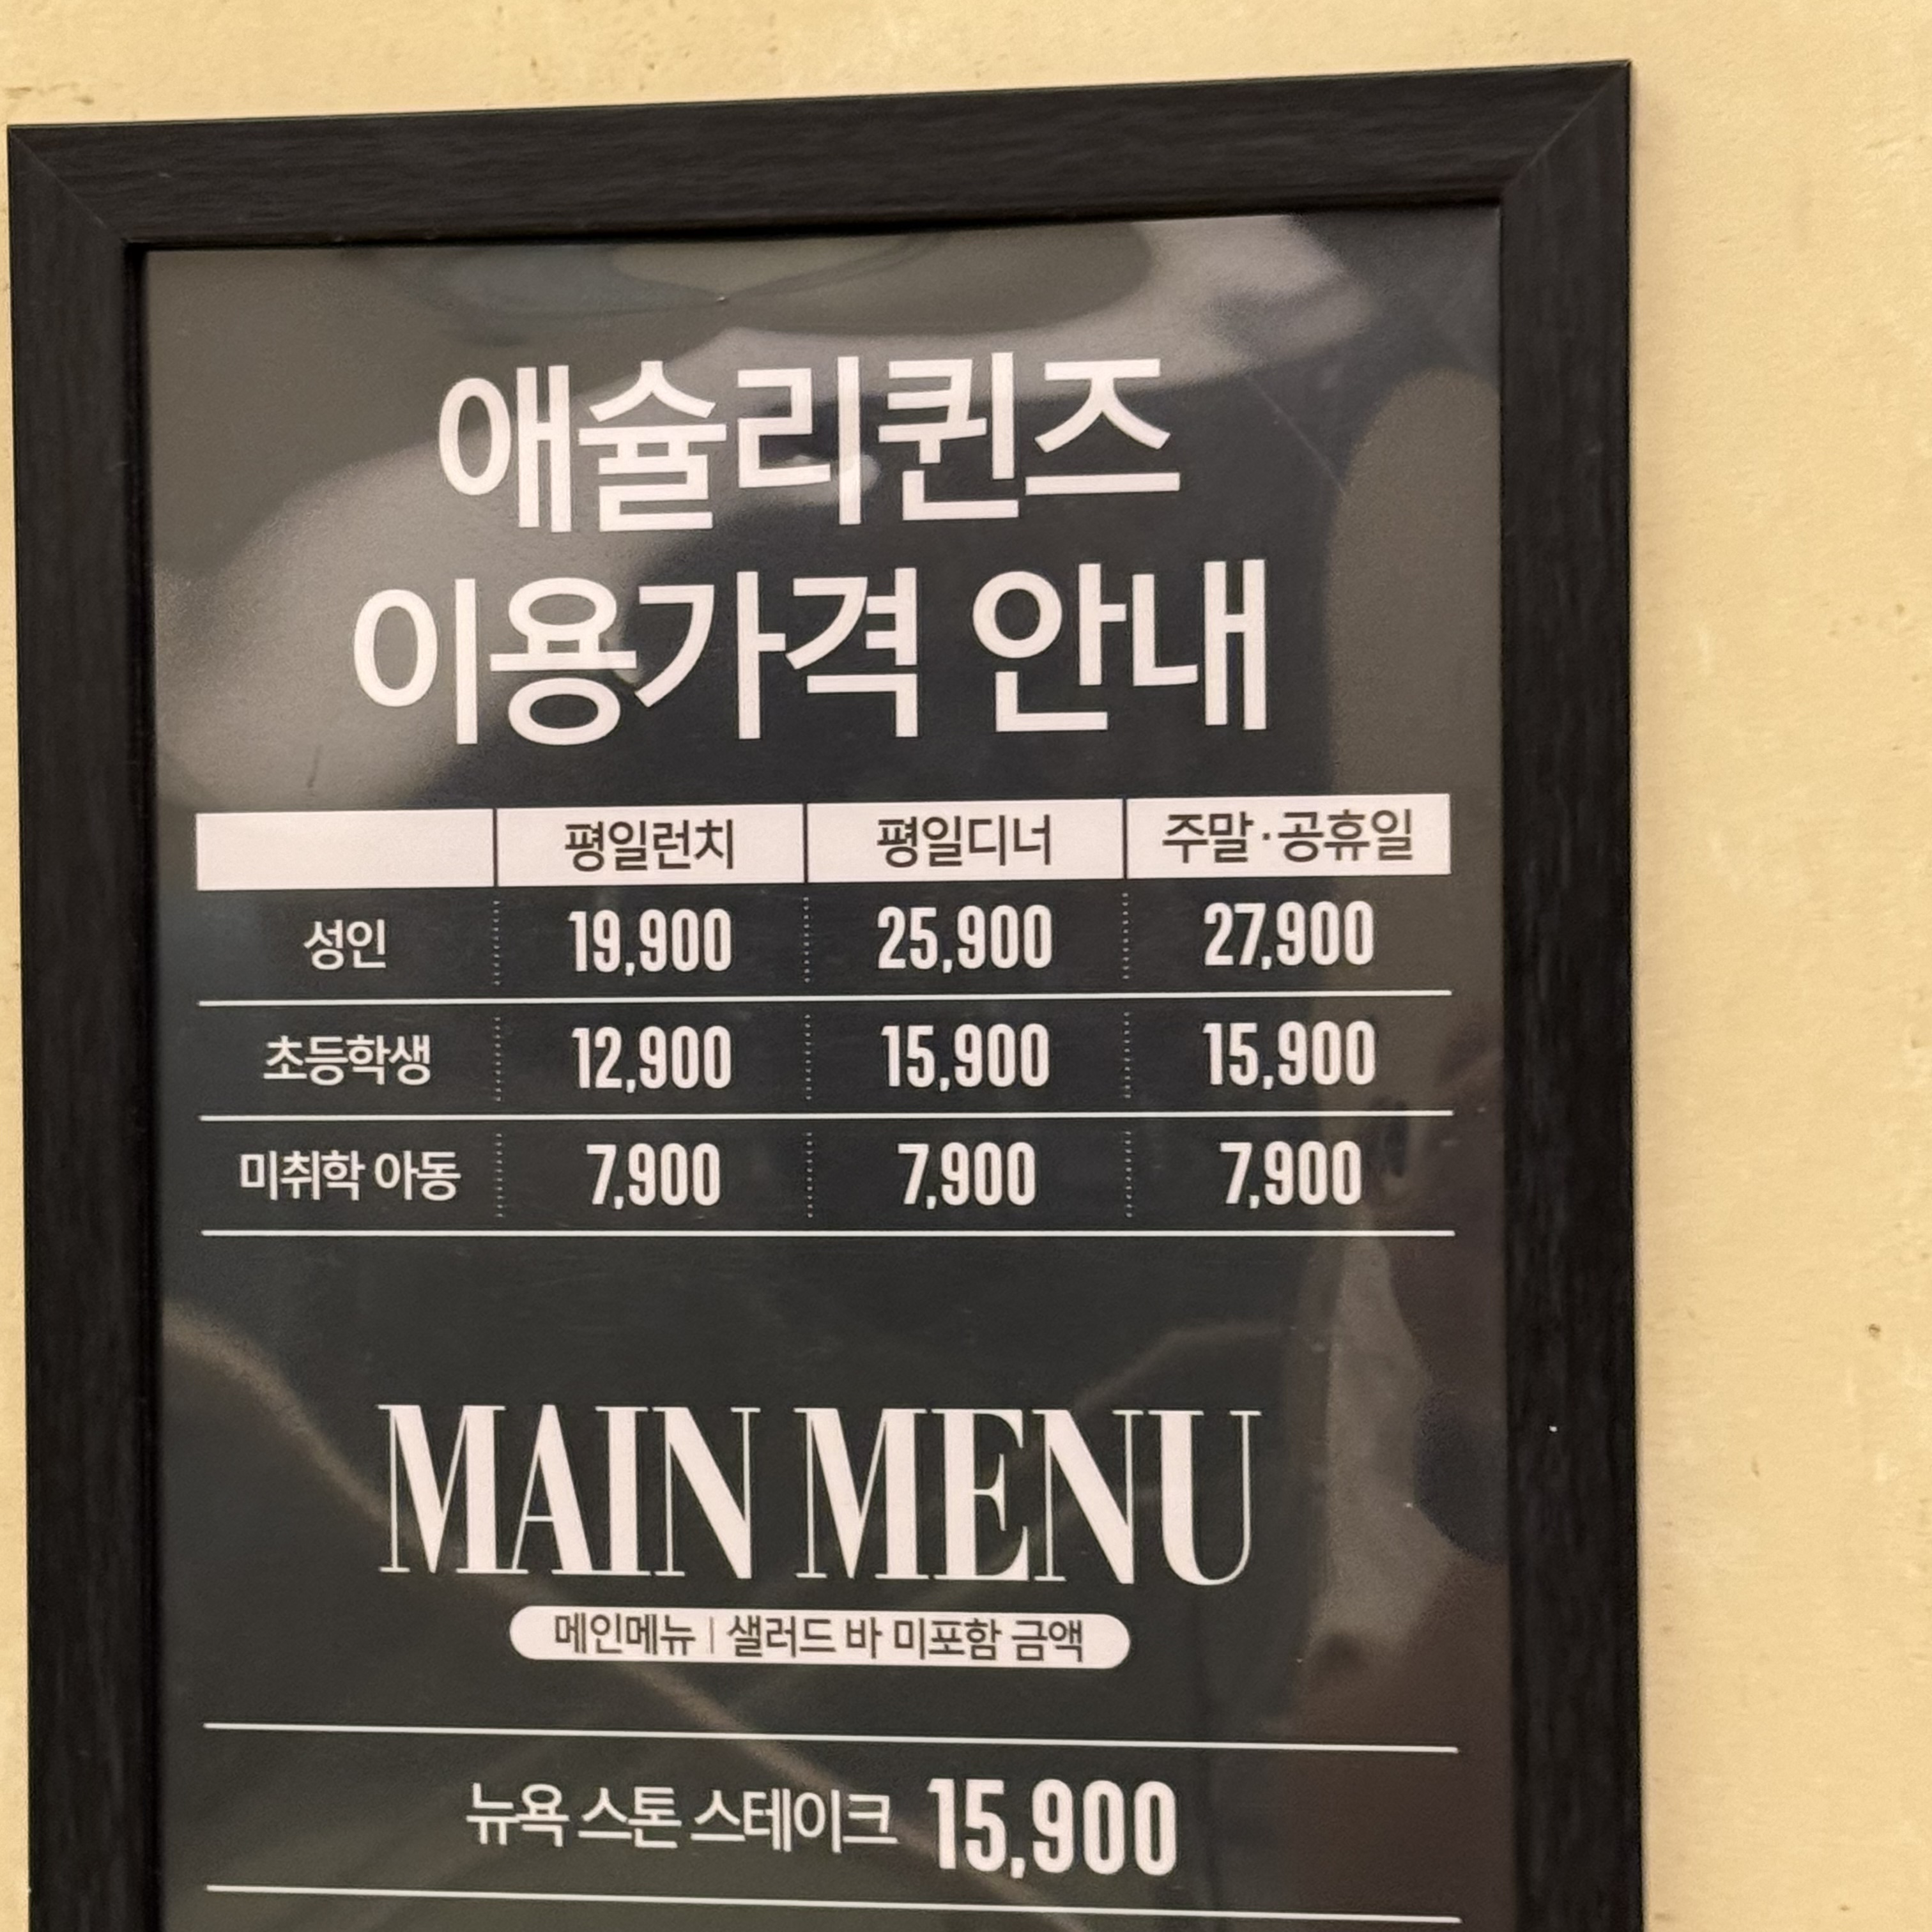 애슐리퀸즈
이용가격 안내
평일런치 평일디너 주말·공휴일
성인 19,900 25,900 27,900
초등학생 12,900 15,900 15,900
미취학 아동 7,900 7,900 7,900
MAIN MENU
메인메뉴 | 샐러드 바 미포함 금액
뉴욕 스톤 스테이크 15,900